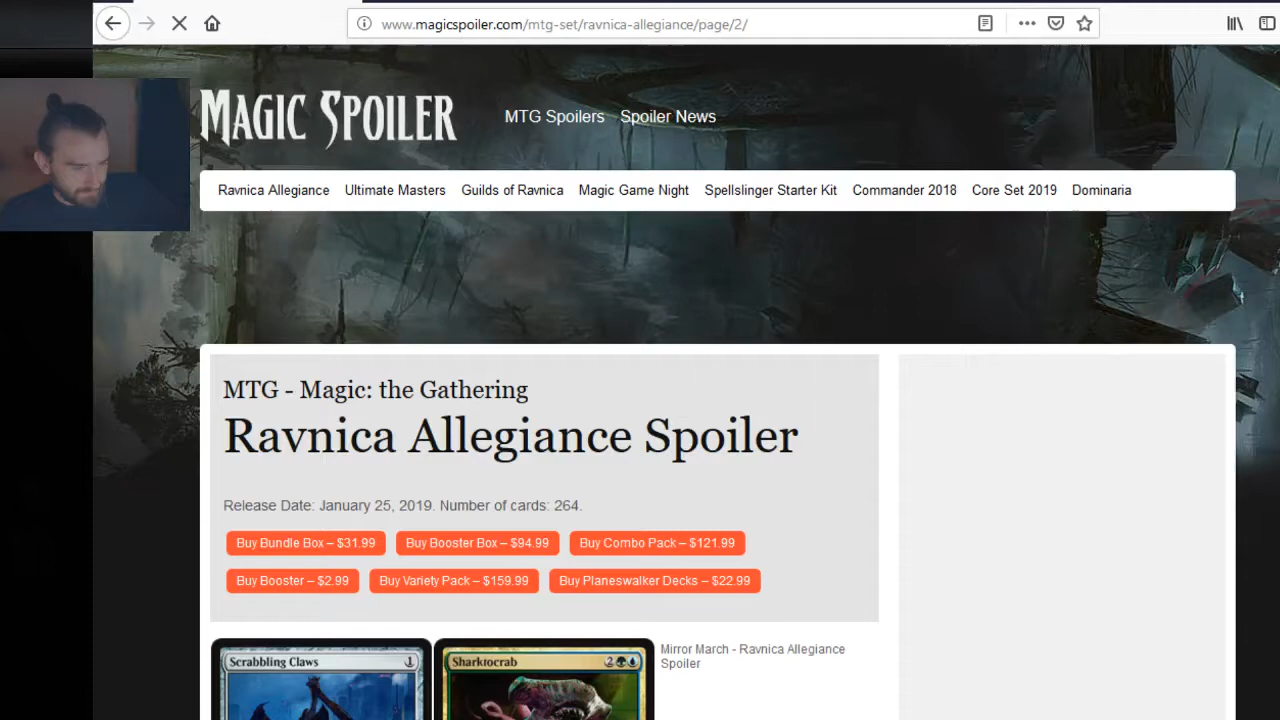 www.magicspoiler.com/mtg-set/ravnica-allegiance/page/2/
MAGIC SPOILER
MTG Spoilers Spoiler News
Ravnica Allegiance Ultimate Masters Guilds of Ravnica Magic Game Night Spellslinger Starter Kit Commander 2018 Core Set 2019 Dominaria
MTG - Magic: the Gathering
Ravnica Allegiance Spoiler
Release Date: January 25, 2019. Number of cards: 264.
Buy Bundle Box – $31.99 Buy Booster Box – $94.99 Buy Combo Pack – $121.99
Buy Booster – $2.99 Buy Variety Pack – $159.99 Buy Planeswalker Decks – $22.99
Scrabbling Claws 1
Sharktocrab 2
Mirror March - Ravnica Allegiance
Spoiler